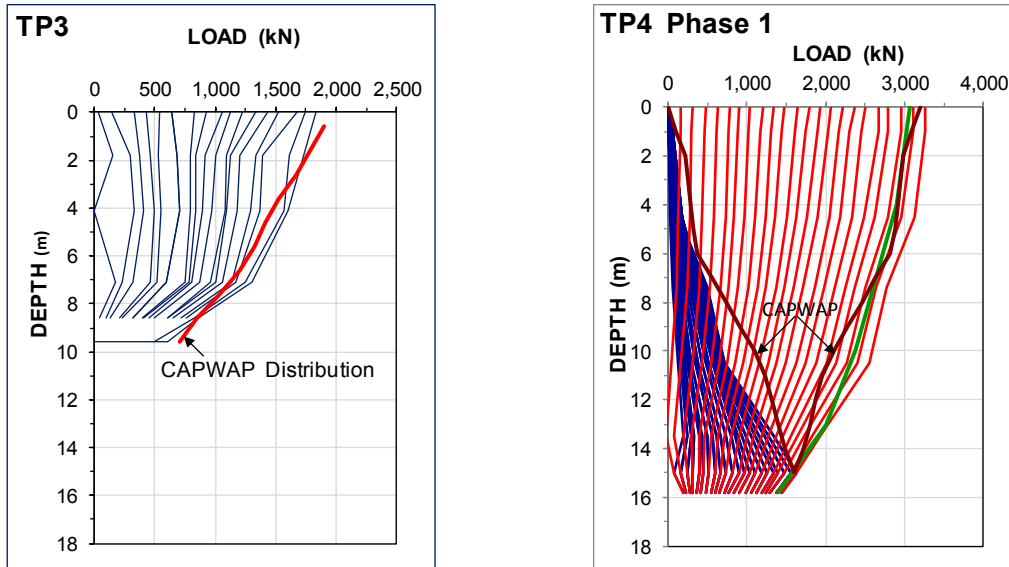 TP3
LOAD (kN)
0 500 1,000 1,500 2,000 2,500
0
2
4
6
8
10
12
14
16
18
DEPTH (m)
CAPWAP Distribution
TP4 Phase 1
LOAD (kN)
0 1,000 2,000 3,000 4,000
0
2
4
6
8
10
12
14
16
18
DEPTH (m)
CAPWAP